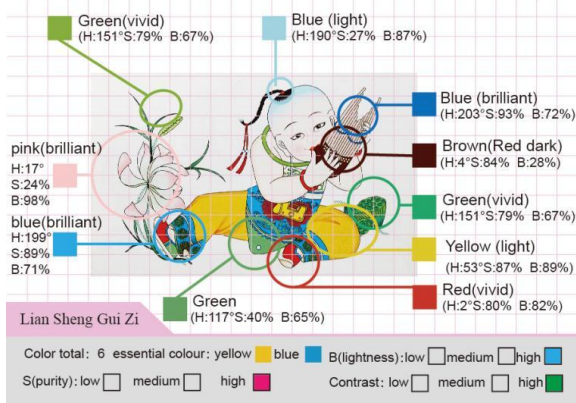 Green(vivid)
(H:151°S:79% B:67%)
Blue (light)
(H:190°S:27% B:87%)
Blue (brilliant)
(H:203°S:93% B:72%)
pink(brilliant)
H:17°
S:24%
B:98%
Brown(Red dark)
(H:4°S:84% B:28%)
Green(vivid)
(H:151°S:79% B:67%)
blue(brilliant)
H:199°
S:89%
B:71%
Yellow (light)
(H:53°S:87% B:89%)
Red(vivid)
(H:2°S:80% B:82%)
Green
(H:117°S:40% B:65%)
Lian Sheng Gui Zi
Color total: 6 essential colour: yellow blue B(lightness): low medium high
S(purity): low medium high Contrast: low medium high